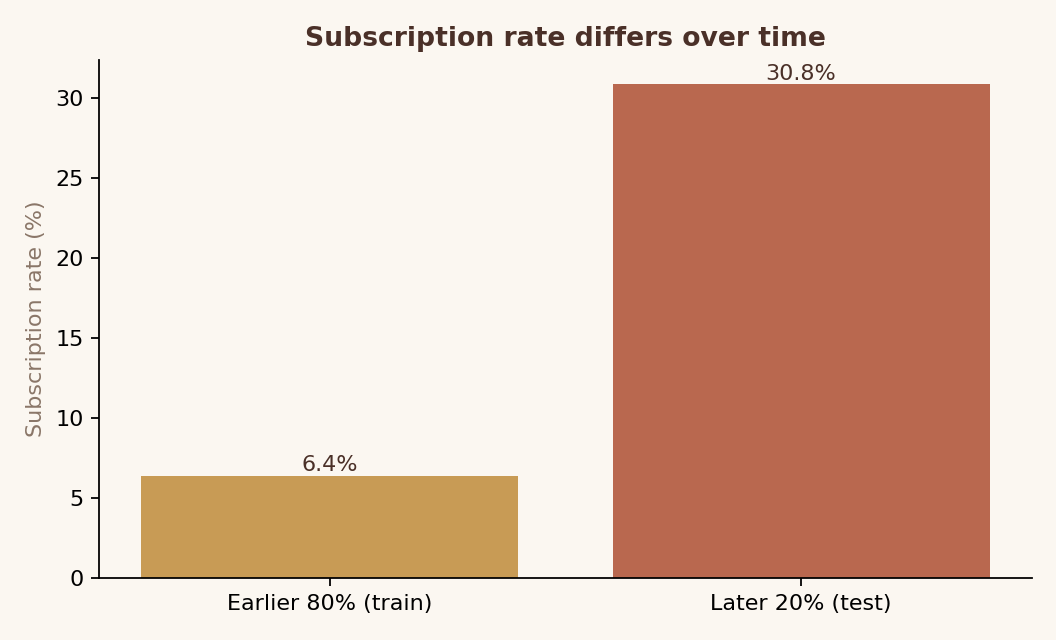 Subscription rate differs over time
Subscription rate (%)
30
25
20
15
10
5
0
6.4%
30.8%
Earlier 80% (train)
Later 20% (test)